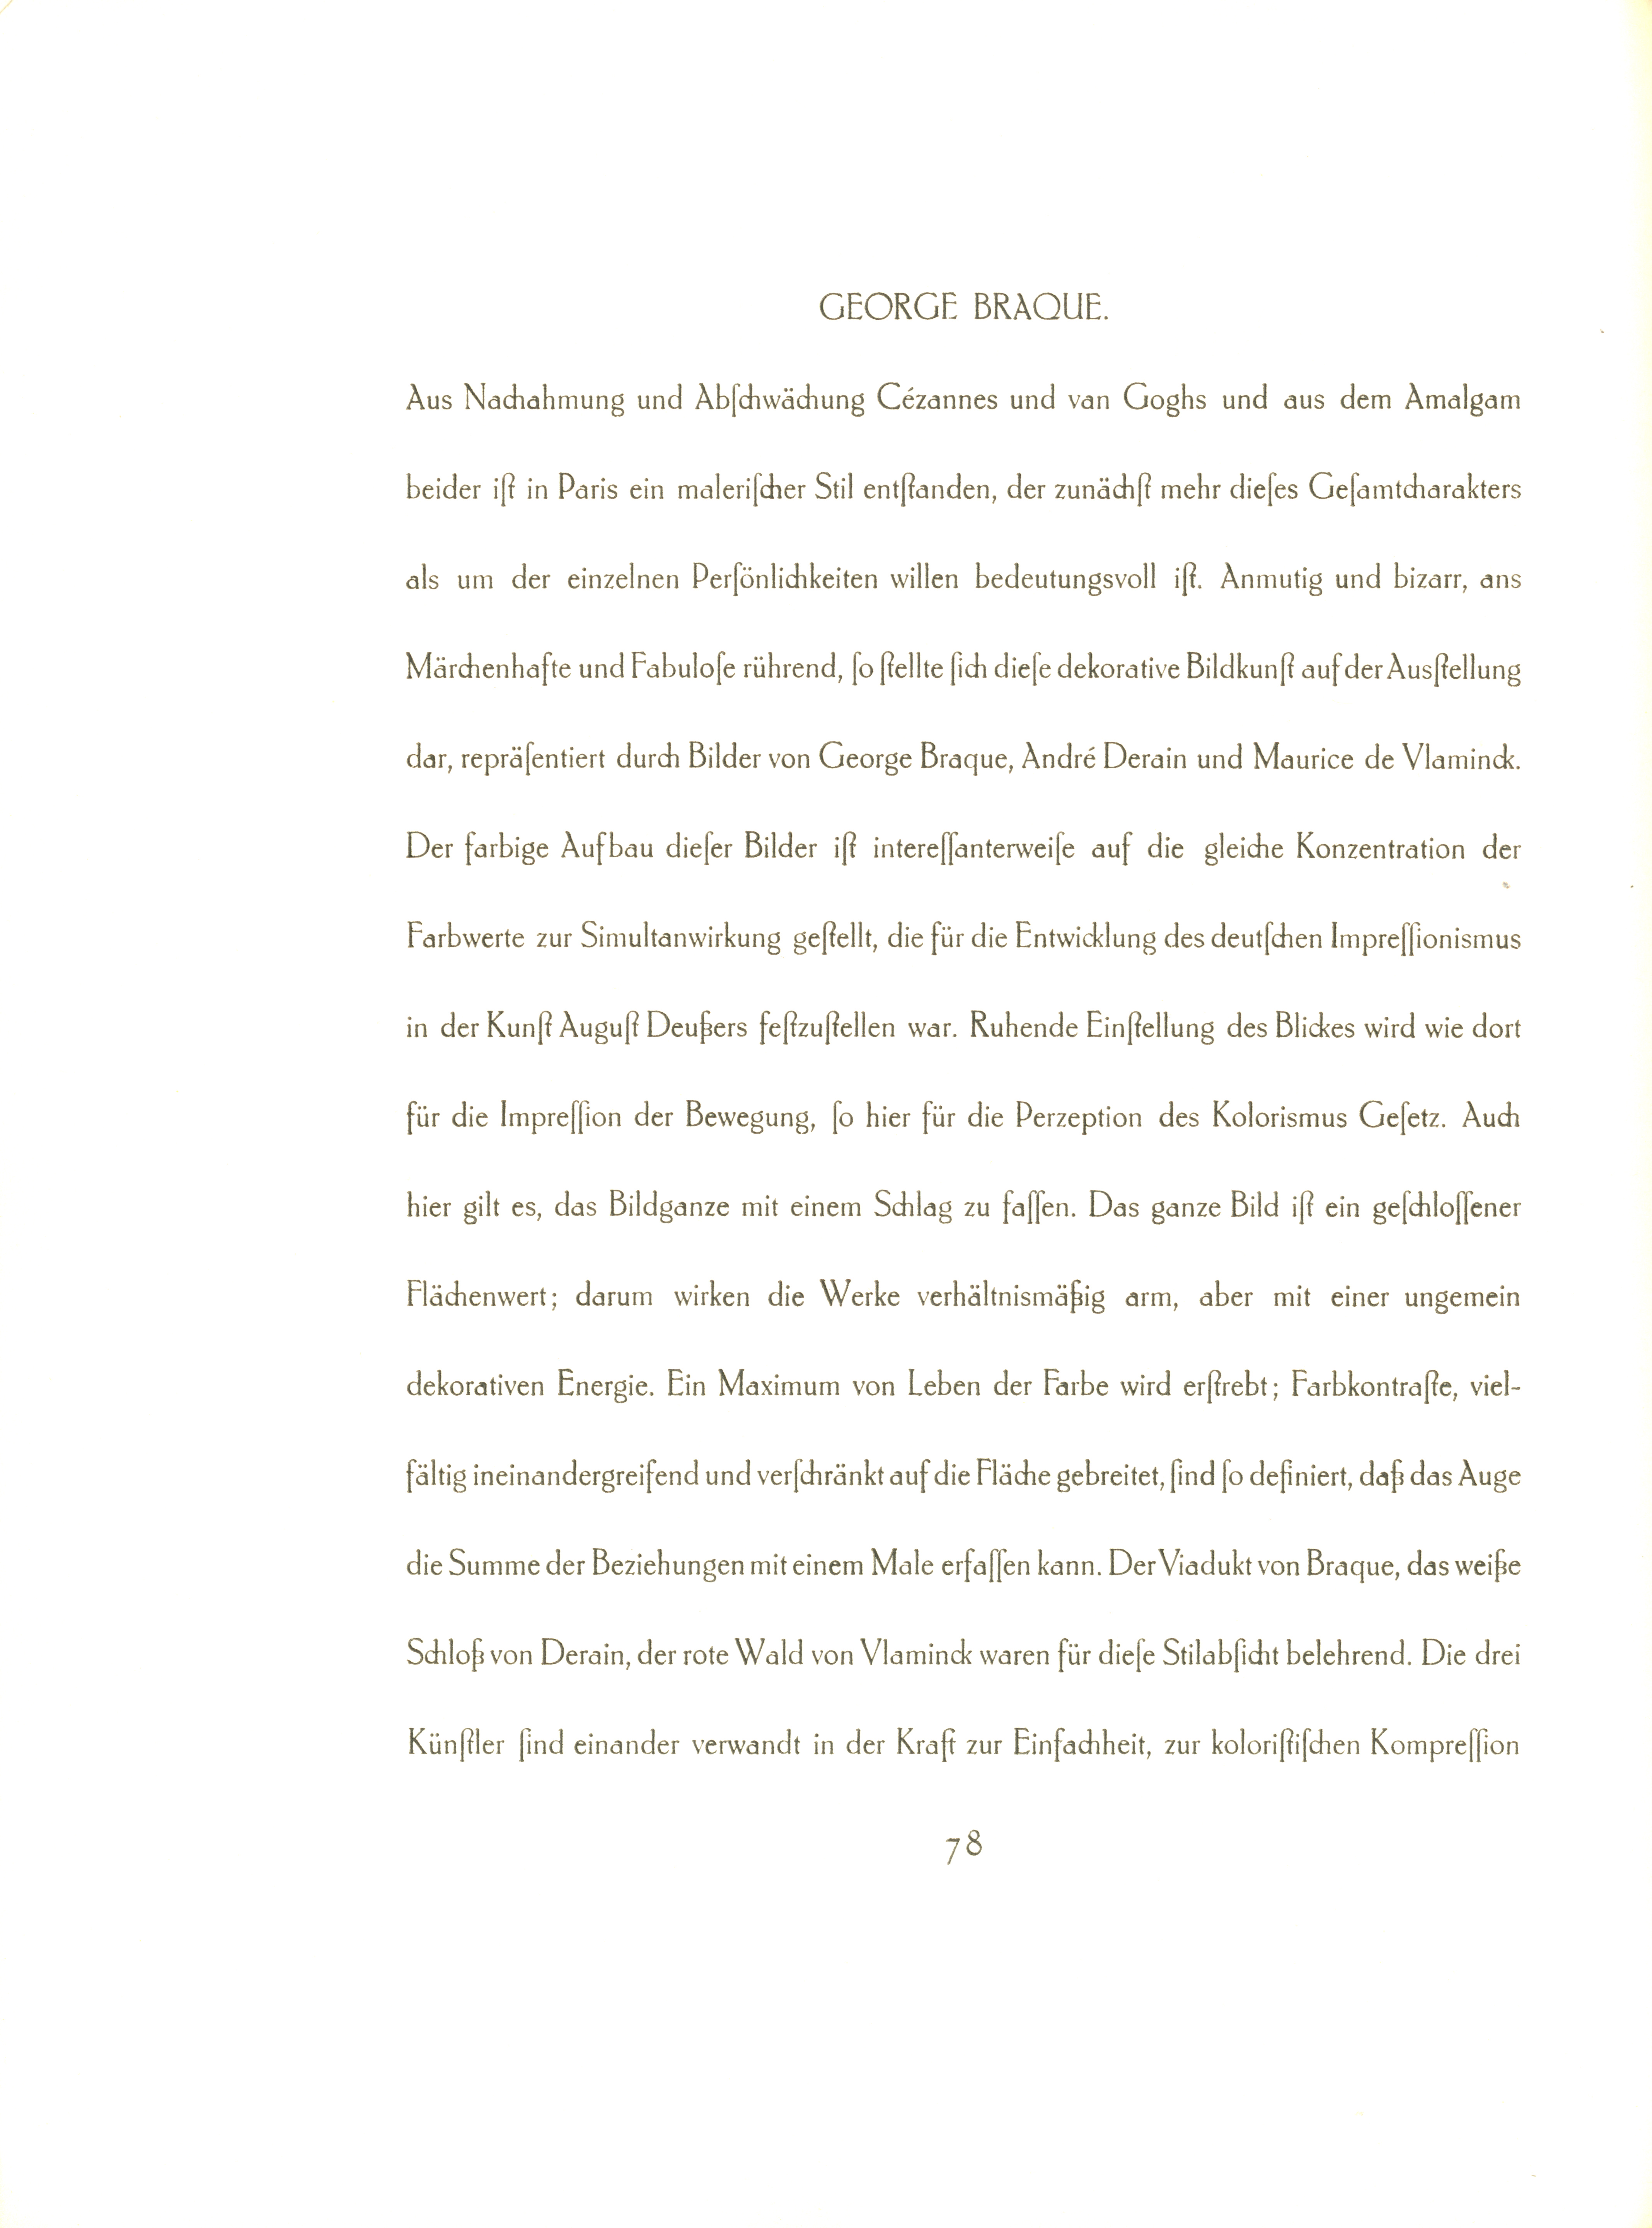 GEORGE BRAQUE.
Aus Nachahmung und Abſchwächung Cézannes und van Goghs und aus dem Amalgam
beider iſt in Paris ein maleriſcher Stil entſtanden, der zunächſt mehr dieſes Geſamtcharakters
als um der einzelnen Perſönlichkeiten willen bedeutungsvoll iſt. Anmutig und bizarr, ans
Märchenhafte und Fabuloſe rührend, ſo ſtellte ſich dieſe dekorative Bildkunſt auf der Ausſtellung
dar, repräſentiert durch Bilder von George Braque, André Derain und Maurice de Vlaminck.
Der farbige Aufbau dieſer Bilder iſt intereſſanterweiſe auf die gleiche Konzentration der
Farbwerte zur Simultanwirkung geſtellt, die für die Entwicklung des deutſchen Impreſſionismus
in der Kunſt Auguſt Deußers feſtzuſtellen war. Ruhende Einſtellung des Blickes wird wie dort
für die Impreſſion der Bewegung, ſo hier für die Perzeption des Kolorismus Geſetz. Auch
hier gilt es, das Bildganze mit einem Schlag zu faſſen. Das ganze Bild iſt ein geſchloſſener
Flächenwert; darum wirken die Werke verhältnismäßig arm, aber mit einer ungemein
dekorativen Energie. Ein Maximum von Leben der Farbe wird erſtrebt; Farbkontraſte, viel-
fältig ineinandergreifend und verſchränkt auf die Fläche gebreitet, ſind ſo definiert, daß das Auge
die Summe der Beziehungen mit einem Male erfaſſen kann. Der Viadukt von Braque, das weiße
Schloß von Derain, der rote Wald von Vlaminck waren für dieſe Stilabſicht belehrend. Die drei
Künſtler ſind einander verwandt in der Kraft zur Einfachheit, zur koloriſtiſchen Kompreſſion
78